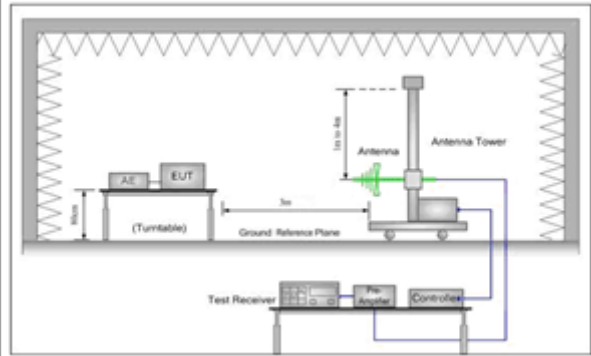 1m to 4m
Antenna
Antenna Tower
AE
EUT
80cm
(Turntable)
3m
Ground Reference Plane
Test Receiver
Pre-
Amplifier
Controller